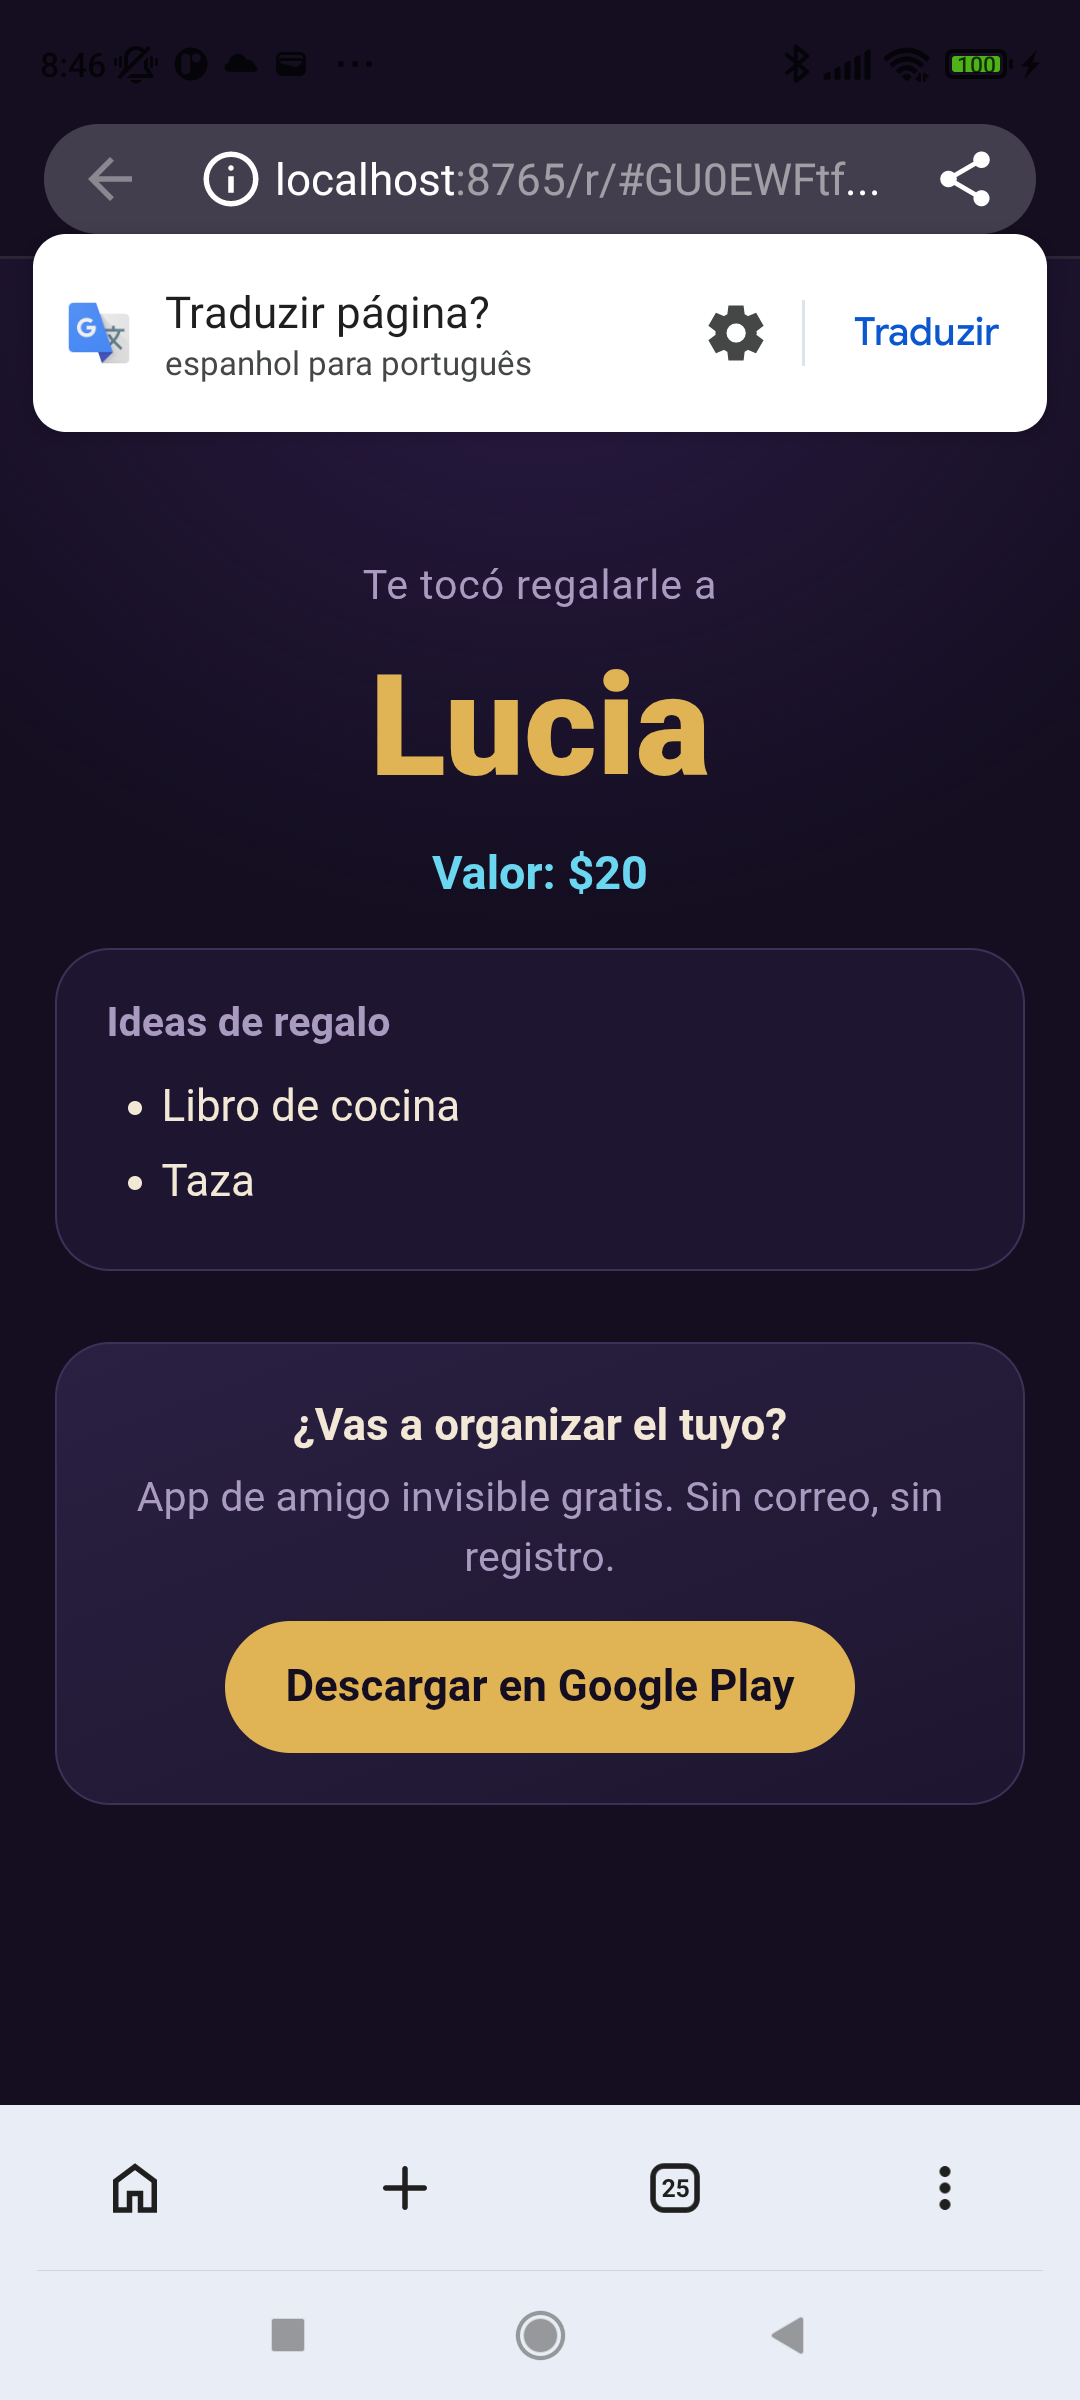 8:46
100
localhost:8765/r/#GU0EWFtf...
Traduzir página?
espanhol para português
Traduzir
Te tocó regalarle a
Lucia
Valor: $20
Ideas de regalo
• Libro de cocina
• Taza
¿Vas a organizar el tuyo?
App de amigo invisible gratis. Sin correo, sin
registro.
Descargar en Google Play
25